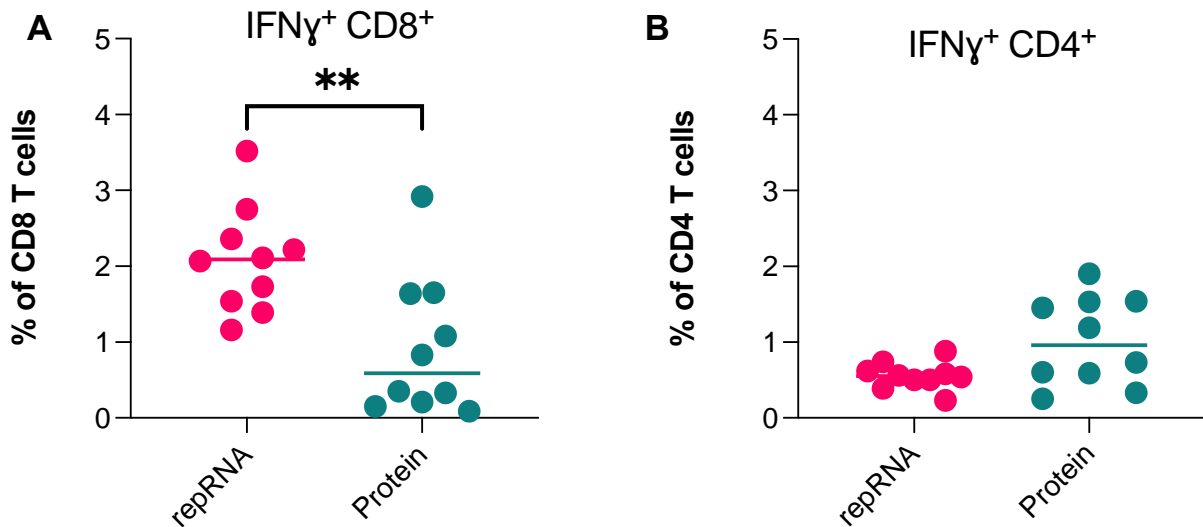 A
IFNɣ⁺ CD8⁺
% of CD8 T cells
5
4
3
2
1
0
**
repRNA
Protein
B
IFNɣ⁺ CD4⁺
% of CD4 T cells
5
4
3
2
1
0
repRNA
Protein